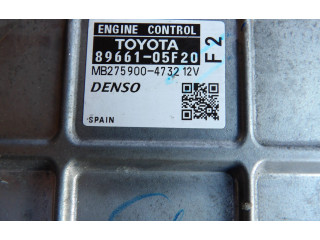 ENGINE CONTROL
TOYOTA
89661-05F20
F2
MB275900-4732 12V
DENSO
SPAIN